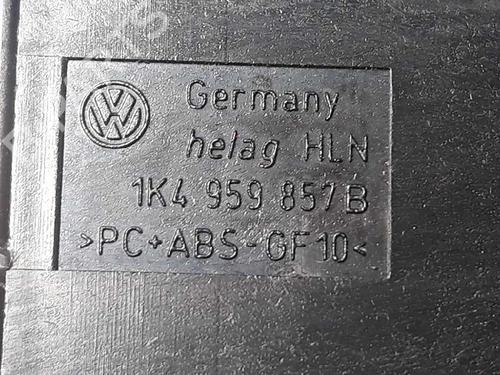 Germany
helag HLN
1K4 959 857 B
>PC+ABS-GF10<